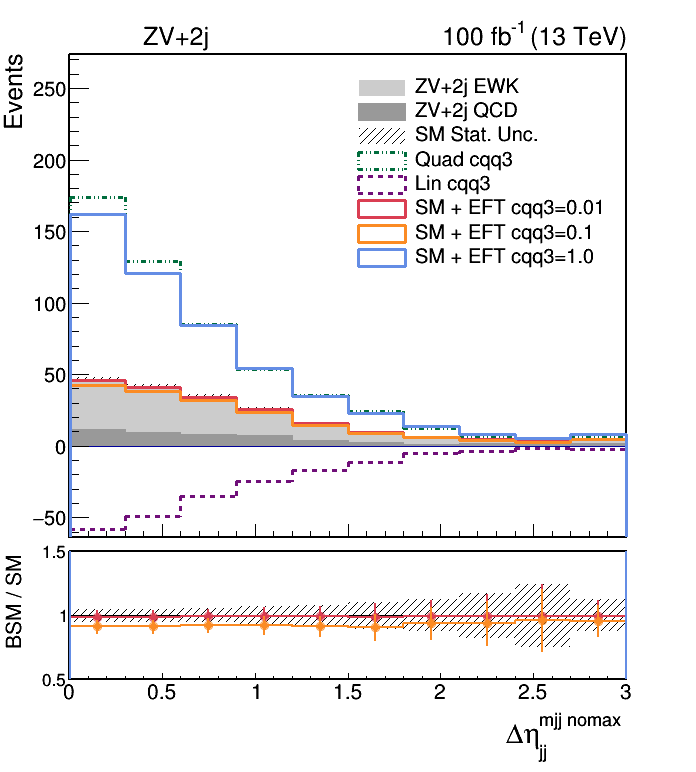 ZV+2j 100 fb⁻¹ (13 TeV)
Events
250
200
150
100
50
0
−50
ZV+2j EWK
ZV+2j QCD
SM Stat. Unc.
Quad cqq3
Lin cqq3
SM + EFT cqq3=0.01
SM + EFT cqq3=0.1
SM + EFT cqq3=1.0
BSM / SM
1.5
1
0.5
0 0.5 1 1.5 2 2.5 3
Δη_jj^mjj nomax